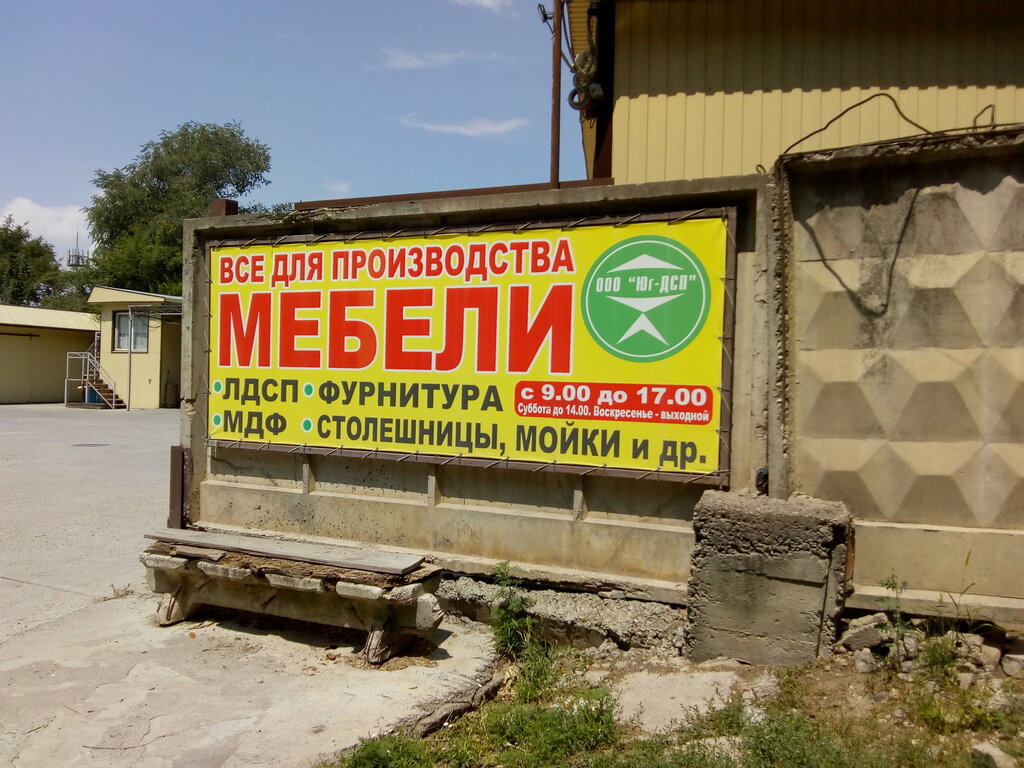 ВСЕ ДЛЯ ПРОИЗВОДСТВА
МЕБЕЛИ
ООО "Юг-ДСП"
•ЛДСП •ФУРНИТУРА
•МДФ •СТОЛЕШНИЦЫ, МОЙКИ и др.
с 9.00 до 17.00
Суббота до 14.00. Воскресенье - выходной